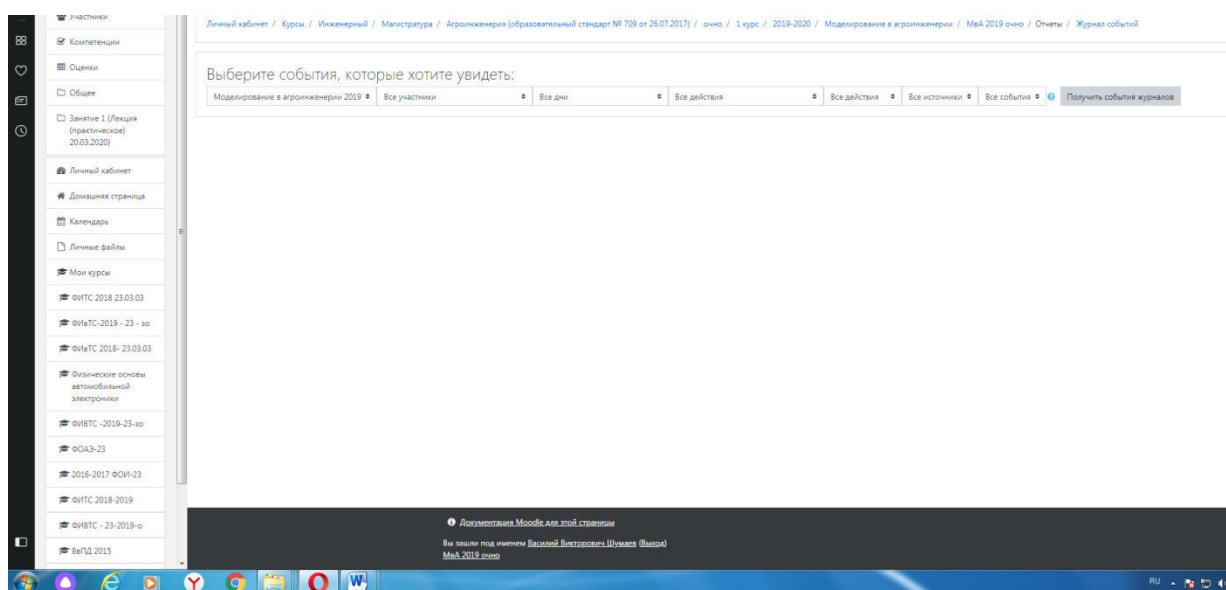 Участники
Компетенции
Оценки
Общее
Занятие 1 (Лекция
(практическое)
20.03.2020)
Личный кабинет
Домашняя страница
Календарь
Личные файлы
Мои курсы
ФИТС 2018 23.03.03
ФИвТС-2019 - 23 - зо
ФИвТС 2018- 23.03.03
Физические основы
автомобильной
электроники
ФИВТС -2019-23-зо
ФОАЭ-23
2016-2017 ФОИ-23
ФИТС 2018-2019
ФИВТС - 23-2019-о
ВвПД 2015
Личный кабинет / Курсы / Инженерный / Магистратура / Агроинженерия (образовательный стандарт № 709 от 26.07.2017) / очно / 1 курс / 2019-2020 / Моделирование в агроинженерии / МвА 2019 очно / Отчеты / Журнал событий
Выберите события, которые хотите увидеть:
Моделирование в агроинженерии 2019 Все участники Все дни Все действия Все действия Все источники Все события Получить события журналов
Документация Moodle для этой страницы
Вы зашли под именем Василий Викторович Шумаев (Выход)
МвА 2019 очно
RU